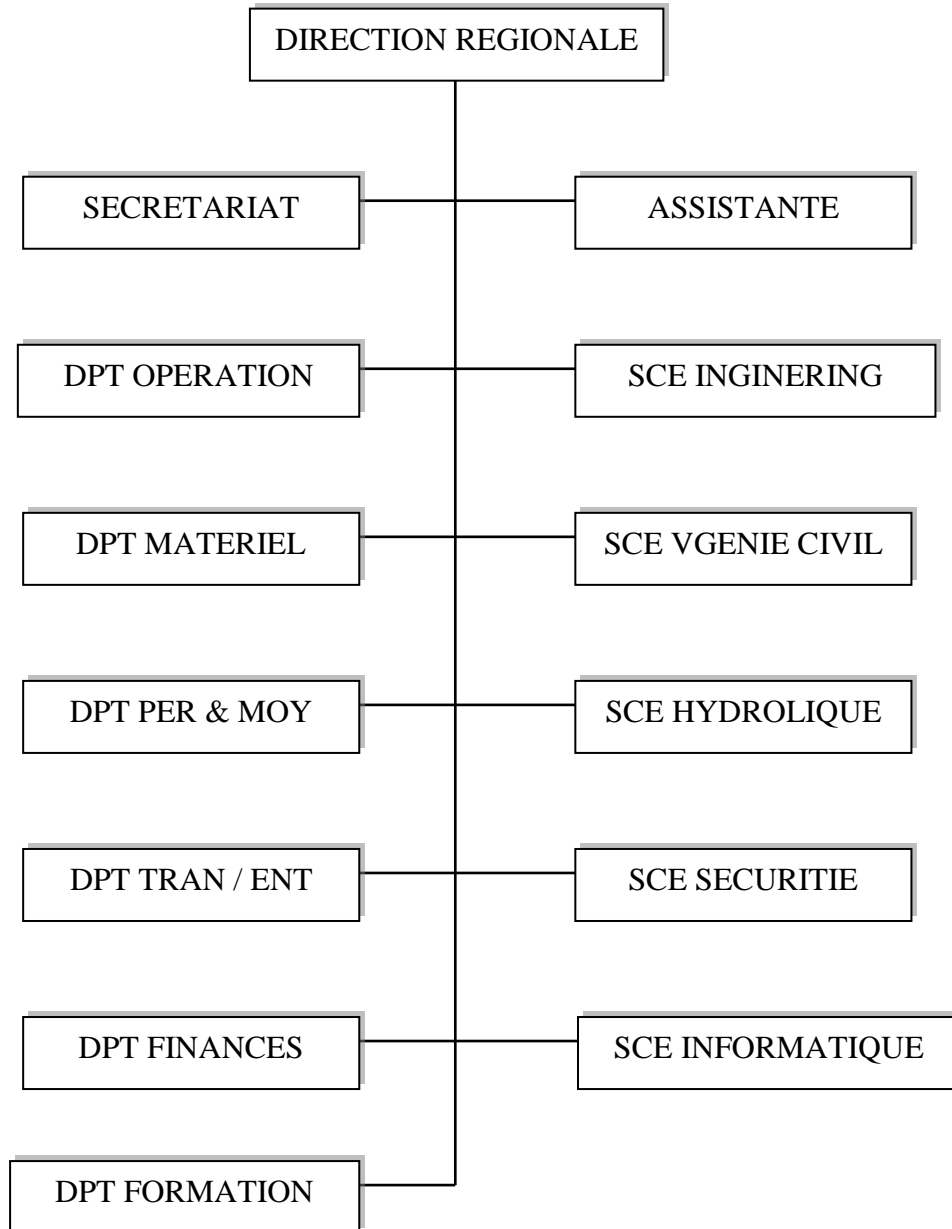 DIRECTION REGIONALE
SECRETARIAT
ASSISTANTE
DPT OPERATION
SCE INGINERING
DPT MATERIEL
SCE VGENIE CIVIL
DPT PER & MOY
SCE HYDROLIQUE
DPT TRAN / ENT
SCE SECURITIE
DPT FINANCES
SCE INFORMATIQUE
DPT FORMATION